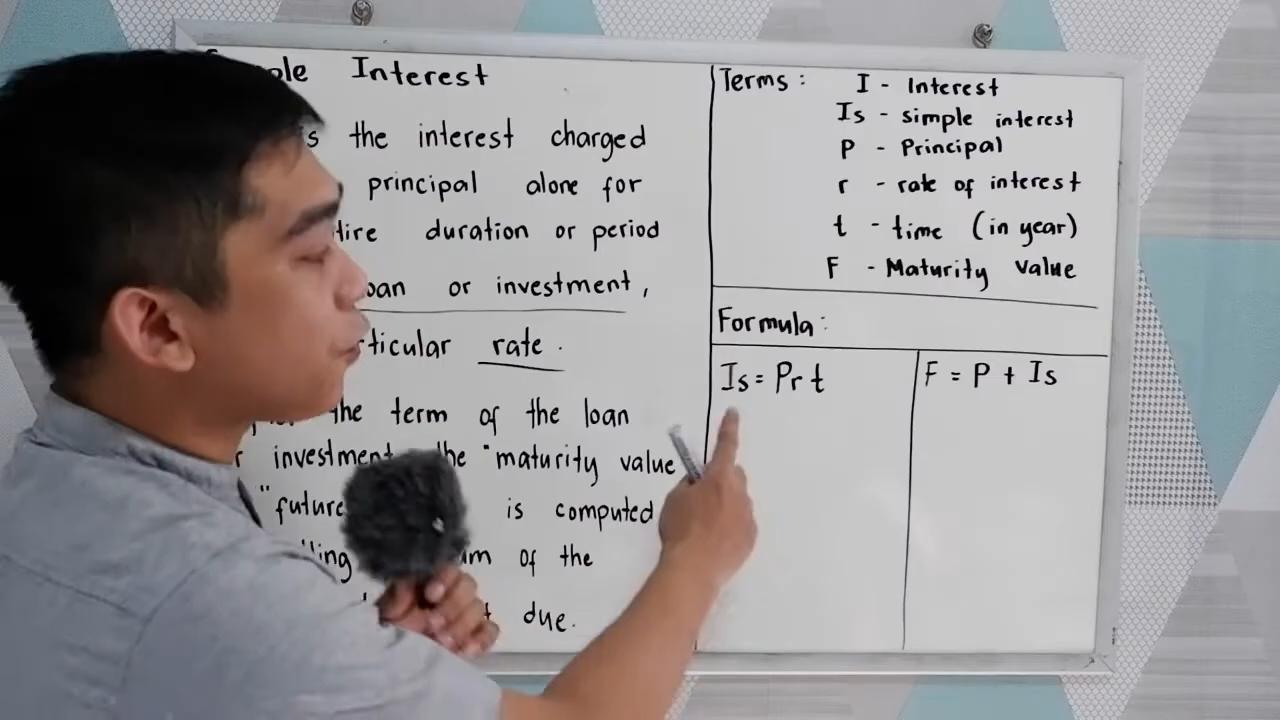 Interest
is the interest charged
principal alone for
duration or period
or investment,
rate.
the term of the loan
investment the "maturity value
"future is computed
of the
due.
Terms: I - Interest
Is - simple interest
P - Principal
r - rate of interest
t - time (in year)
F - Maturity value
Formula:
Is = Prt
F = P + Is